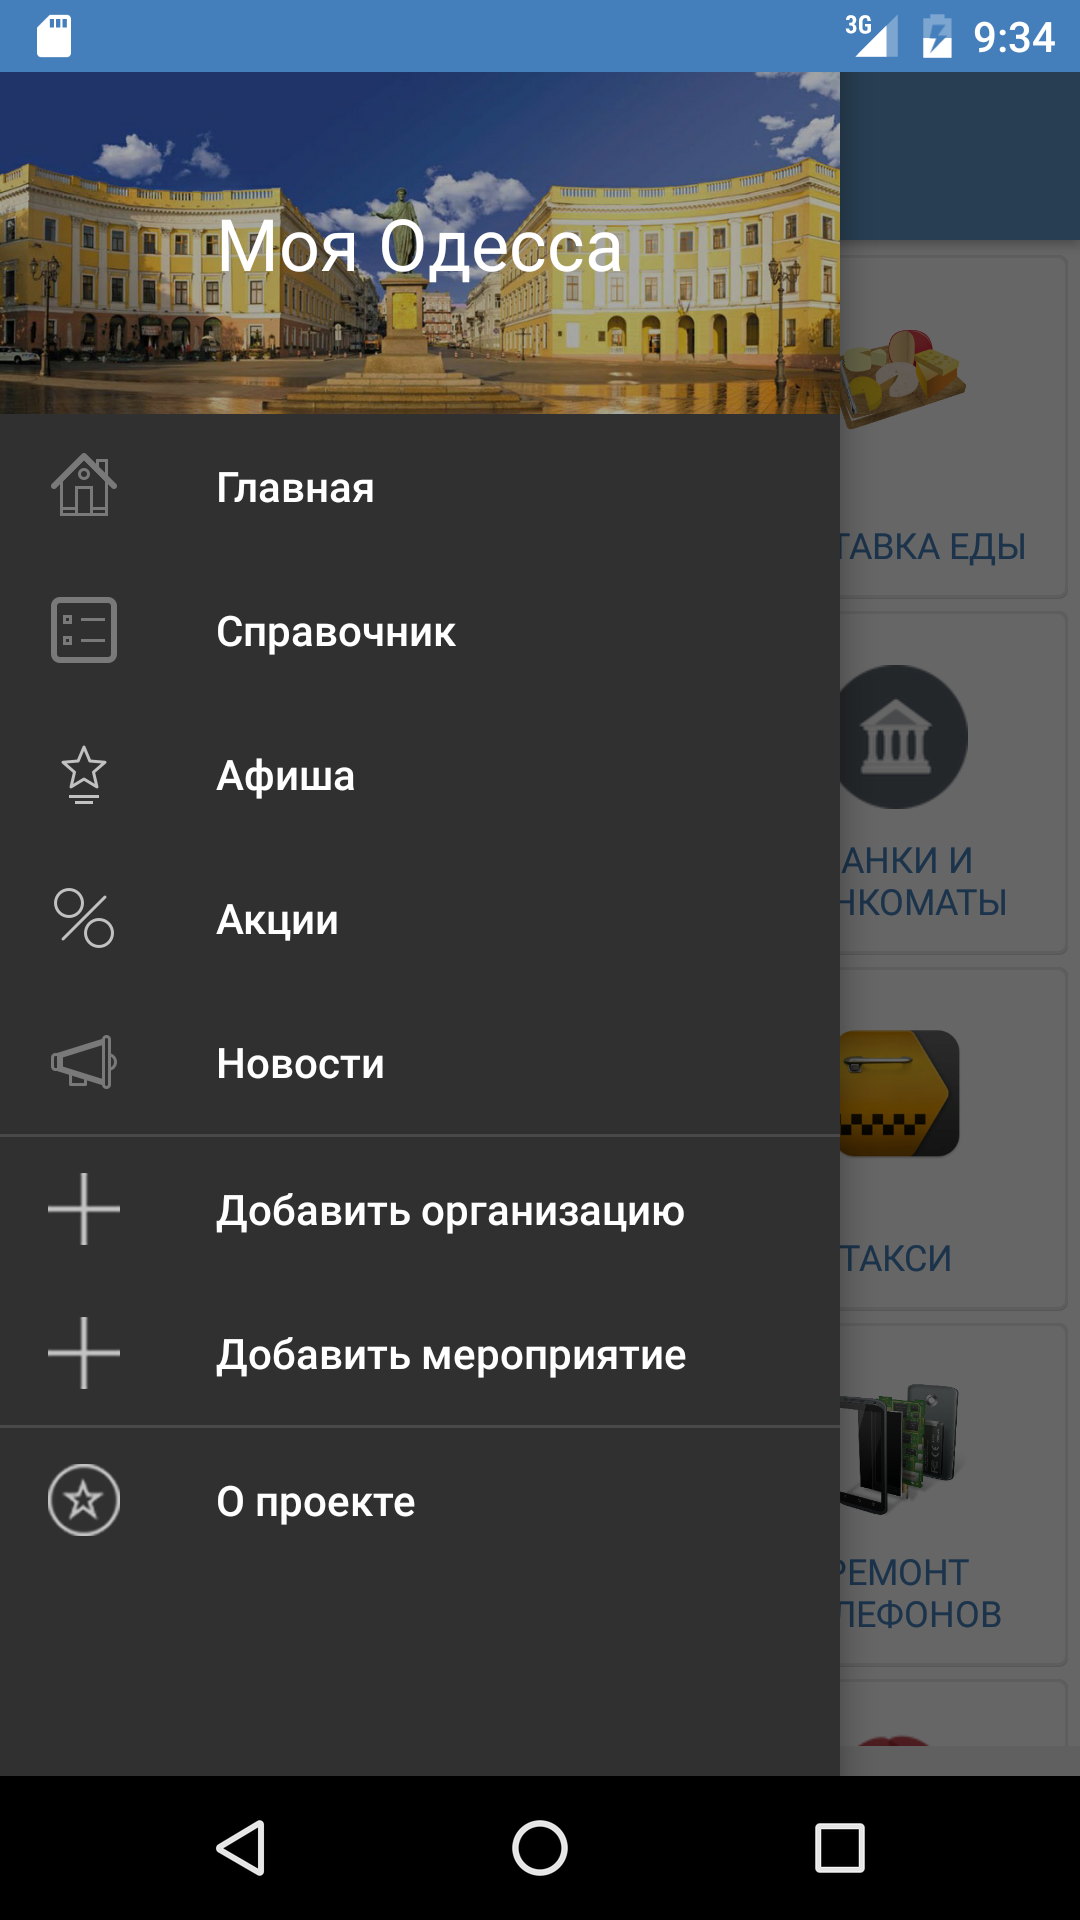 3G
9:34
Моя Одесса
Главная
Справочник
Афиша
Акции
Новости
Добавить организацию
Добавить мероприятие
О проекте
ТАВКА ЕДЫ
АНКИ И
НКОМАТЫ
ТАКСИ
РЕМОНТ
ЛЕФОНОВ